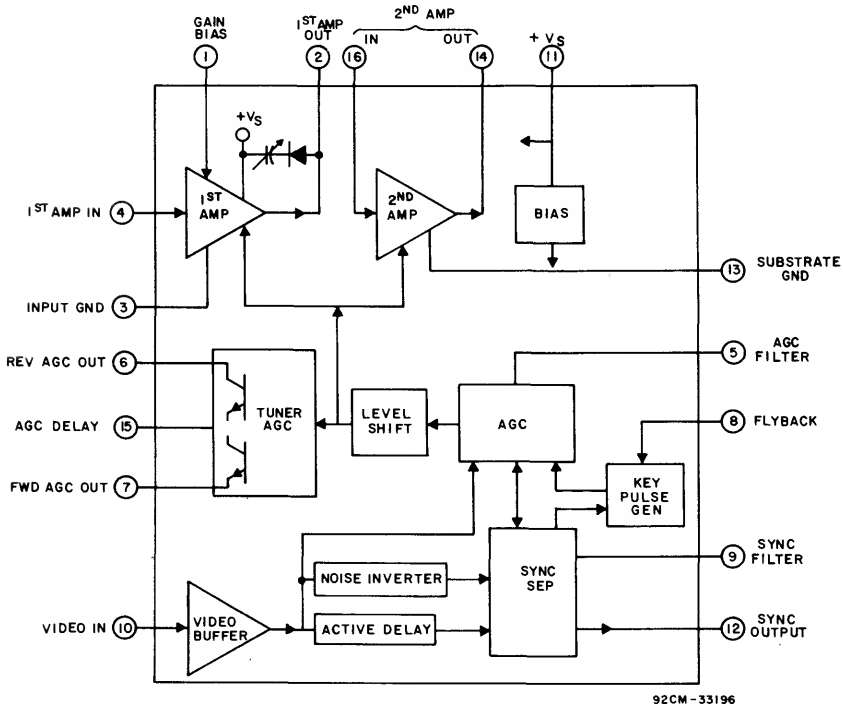 GAIN
BIAS
1
1ST AMP
OUT
2
2ND AMP
IN
OUT
16
14
+ VS
11
+VS
1ST AMP IN
4
1ST
AMP
2ND
AMP
BIAS
13
SUBSTRATE
GND
INPUT GND
3
REV AGC OUT
6
AGC DELAY
15
FWD AGC OUT
7
TUNER
AGC
LEVEL
SHIFT
AGC
5
AGC
FILTER
8
FLYBACK
KEY
PULSE
GEN
9
SYNC
FILTER
NOISE INVERTER
SYNC
SEP
VIDEO IN
10
VIDEO
BUFFER
ACTIVE DELAY
12
SYNC
OUTPUT
92CM-33196